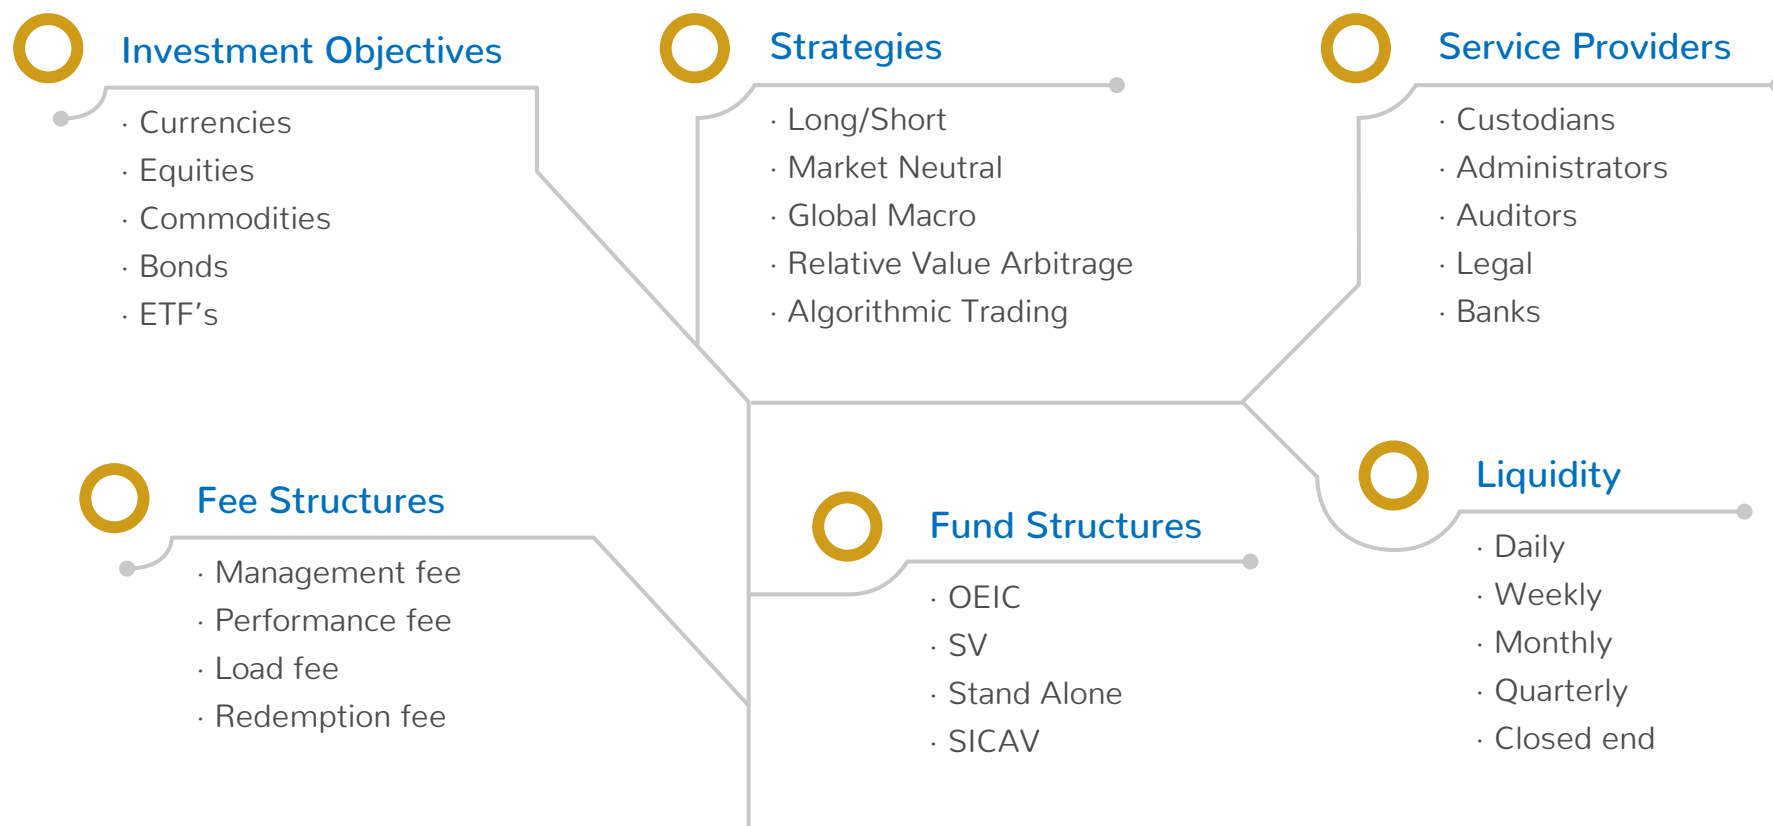 Investment Objectives
· Currencies
· Equities
· Commodities
· Bonds
· ETF’s
Strategies
· Long/Short
· Market Neutral
· Global Macro
· Relative Value Arbitrage
· Algorithmic Trading
Service Providers
· Custodians
· Administrators
· Auditors
· Legal
· Banks
Fee Structures
· Management fee
· Performance fee
· Load fee
· Redemption fee
Fund Structures
· OEIC
· SV
· Stand Alone
· SICAV
Liquidity
· Daily
· Weekly
· Monthly
· Quarterly
· Closed end